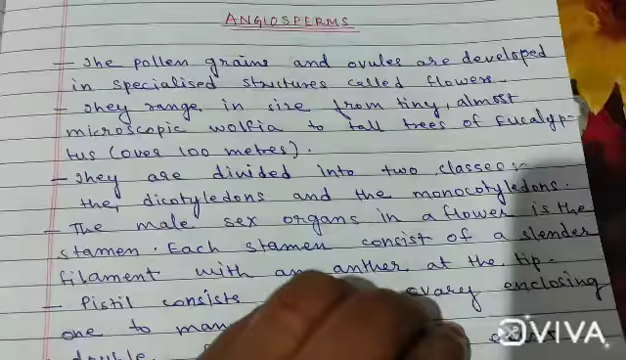 ANGIOSPERMS
- The pollen grains and ovules are developed
in specialised structures called flowers.
- They range in size from tiny, almost
microscopic wolfia to tall trees of Eucalyp-
tus (over 100 metres).
- They are divided into two classes:
the, dicotyledons and the monocotyledons.
- The male sex organs in a flower is the
stamen. Each stamen consist of a slender
filament with an anther at the tip.
- Pistil consists ovary enclosing
one to man
double
VIVA